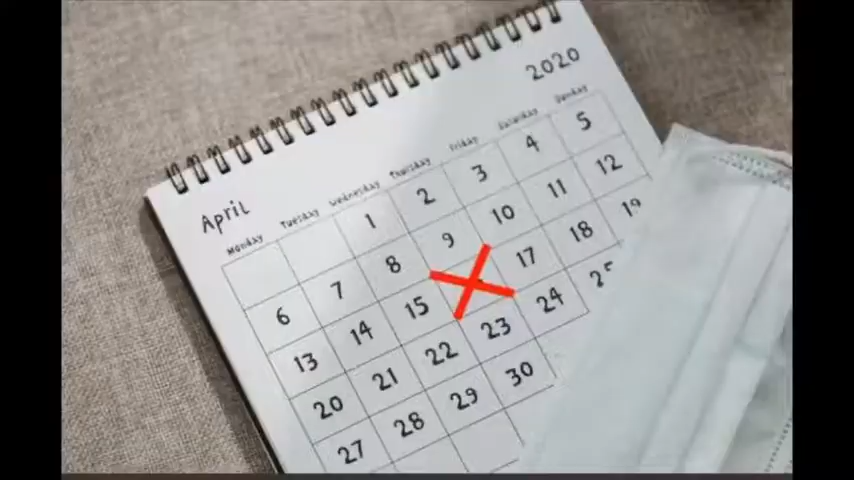 2020
April
Monday Tuesday Wednesday Thursday Friday Saturday Sunday
1 2 3 4 5
6 7 8 9 10 11 12
13 14 15 17 18 19
20 21 22 23 24
27 28 29 30